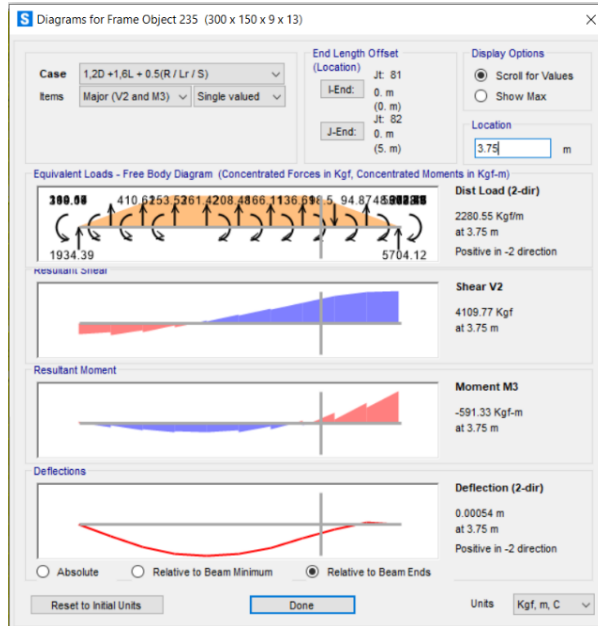 Diagrams for Frame Object 235 (300 x 150 x 9 x 13)
Case
1,2D +1,6L + 0.5(R / Lr / S)
Items
Major (V2 and M3)
Single valued
End Length Offset
(Location)
I-End:
Jt: 81
0. m
(0. m)
J-End:
Jt: 82
0. m
(5. m)
Display Options
Scroll for Values
Show Max
Location
3.75
m
Equivalent Loads - Free Body Diagram (Concentrated Forces in Kgf, Concentrated Moments in Kgf-m)
1934.39
5704.12
Dist Load (2-dir)
2280.55 Kgf/m
at 3.75 m
Positive in -2 direction
Resultant Shear
Shear V2
4109.77 Kgf
at 3.75 m
Resultant Moment
Moment M3
-591.33 Kgf-m
at 3.75 m
Deflections
Deflection (2-dir)
0.00054 m
at 3.75 m
Positive in -2 direction
Absolute
Relative to Beam Minimum
Relative to Beam Ends
Reset to Initial Units
Done
Units
Kgf, m, C